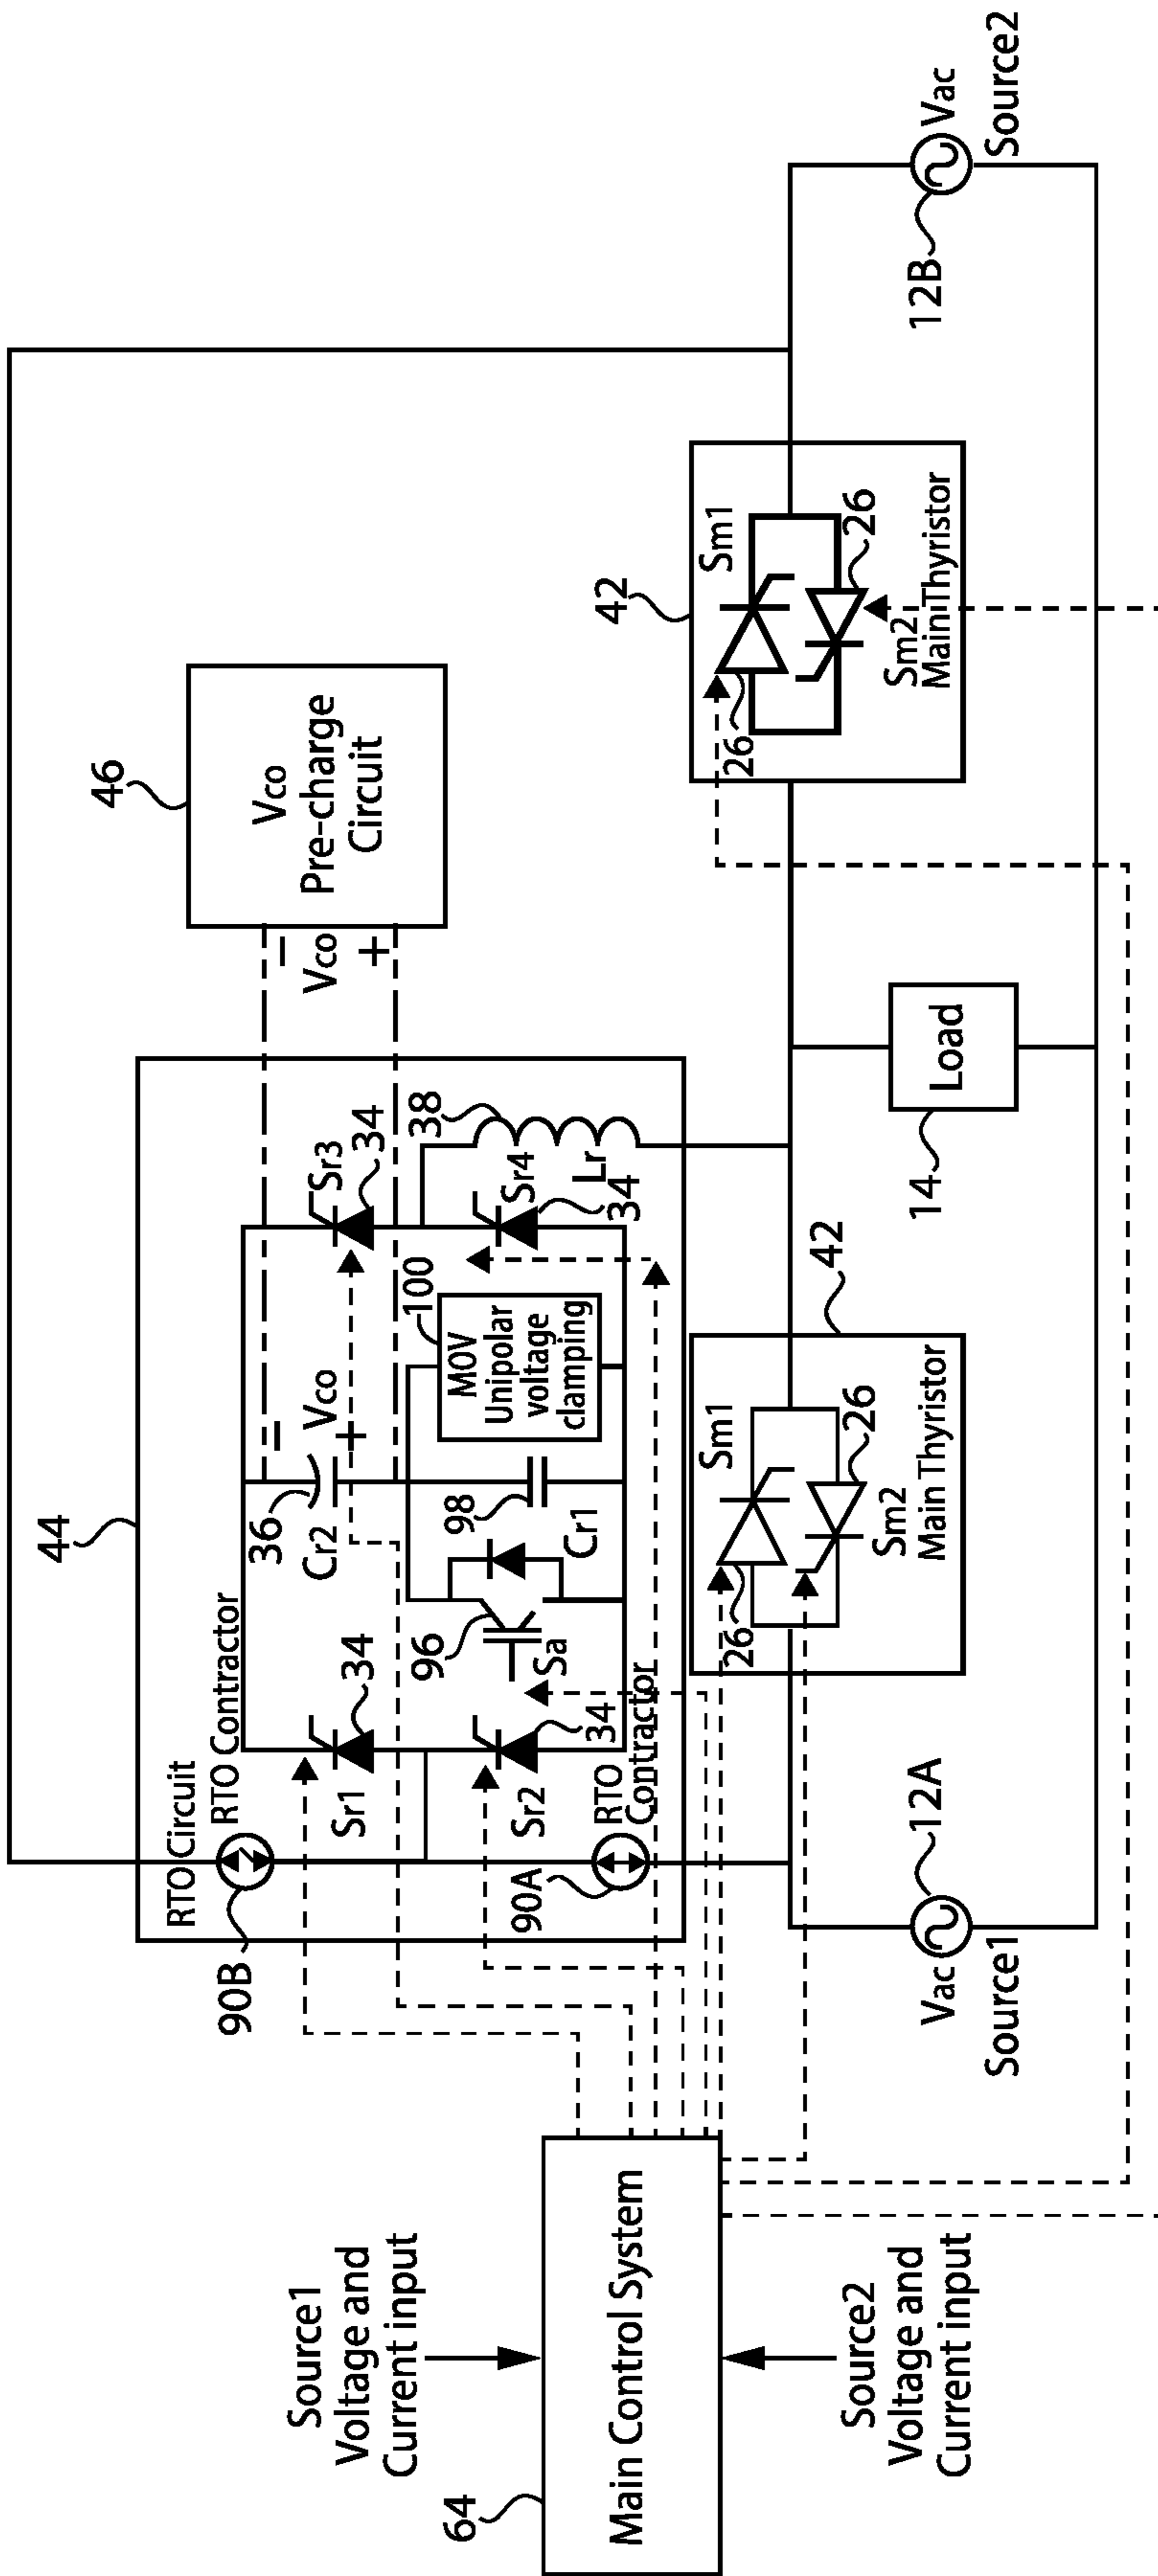 44
46
RTO Circuit
RTO Contractor
90B
Sr1
34
36
Cr2
Vco
−
+
Sr3
34
−
Vco
+
Vco
Pre-charge
Circuit
Sr2
34
96
Sa
98
Cr1
100
MOV
Unipolar
voltage
clamping
Sr4
34
38
Lr
90A
RTO
Contractor
Source1
Voltage and
Current input
64
Main Control System
Source2
Voltage and
Current input
42
Sm1
26
26
Sm2
Main Thyristor
42
Sm1
26
26
Sm2
Main Thyristor
Vac
Source1
12A
14
Load
12B
Vac
Source2